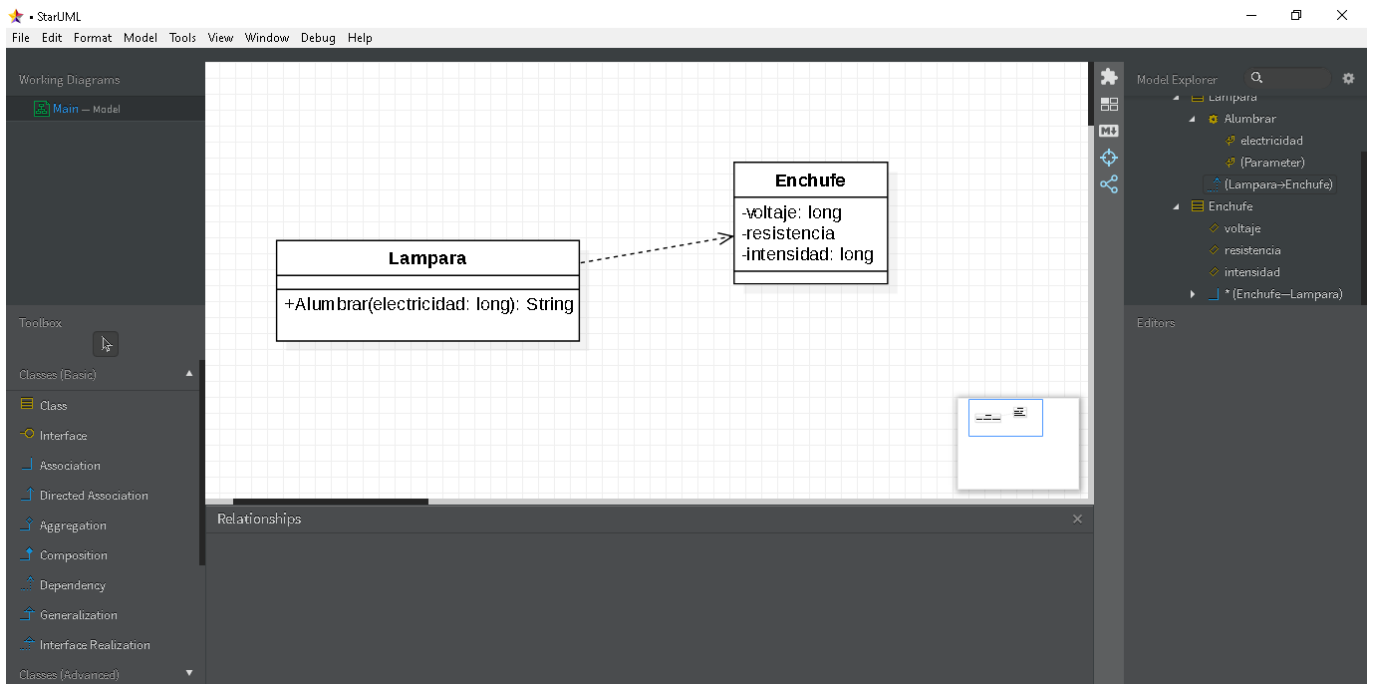 StarUML
File Edit Format Model Tools View Window Debug Help
Working Diagrams
Main — Model
Toolbox
Classes (Basic)
Class
Interface
Association
Directed Association
Aggregation
Composition
Dependency
Generalization
Interface Realization
Classes (Advanced)
Lampara
+Alumbrar(electricidad: long): String
Enchufe
-voltaje: long
-resistencia
-intensidad: long
Relationships
M
Model Explorer
Lampara
Alumbrar
electricidad
(Parameter)
(Lampara→Enchufe)
Enchufe
voltaje
resistencia
intensidad
* (Enchufe—Lampara)
Editors